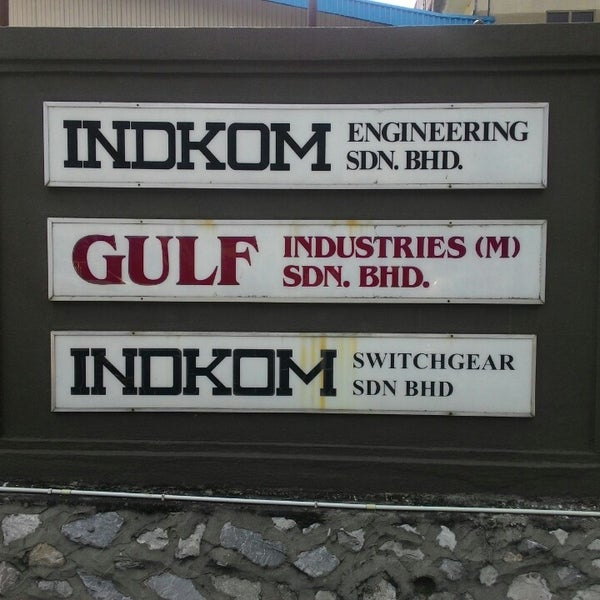 INDKOM ENGINEERING
SDN. BHD.
GULF INDUSTRIES (M)
SDN. BHD.
INDKOM SWITCHGEAR
SDN BHD